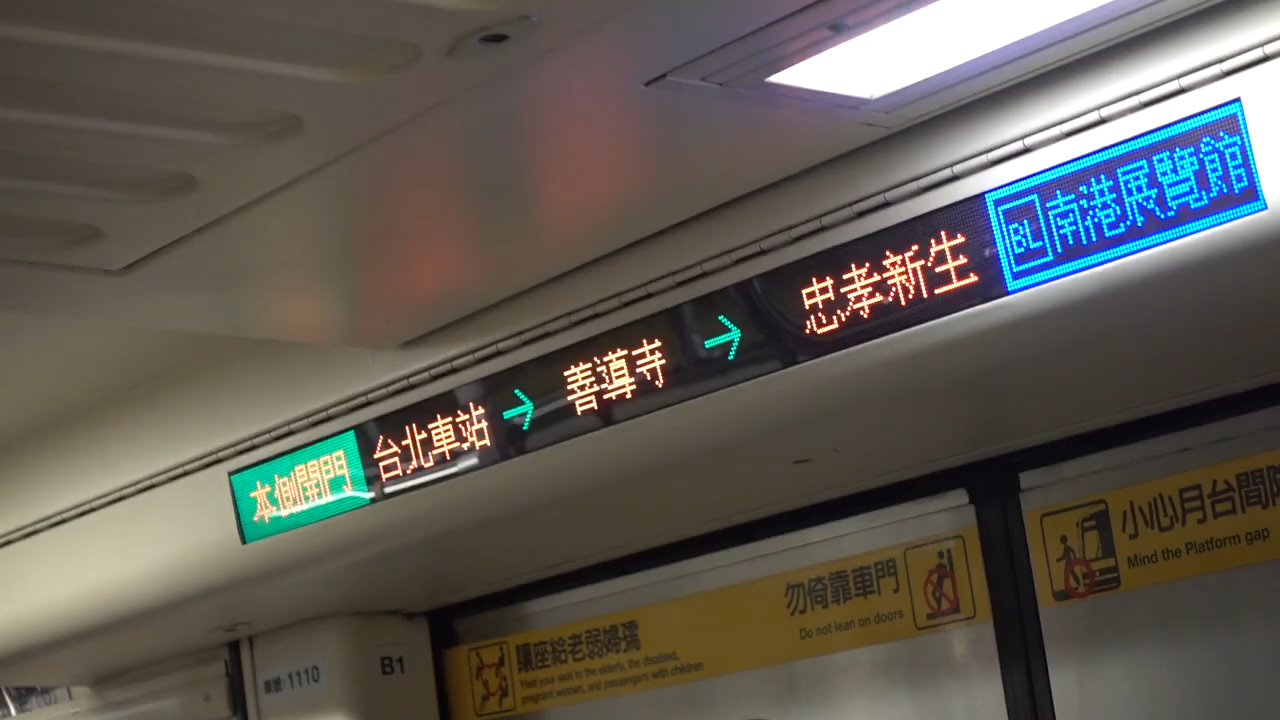 本側開門 台北車站 → 善導寺 → 忠孝新生 BL 南港展覽館
小心月台間隙
Mind the Platform gap
勿倚靠車門
Do not lean on doors
讓座給老弱婦孺
Yield your seat to the elderly, the disabled,
pregnant women, and passengers with children
車號: 1110
B1